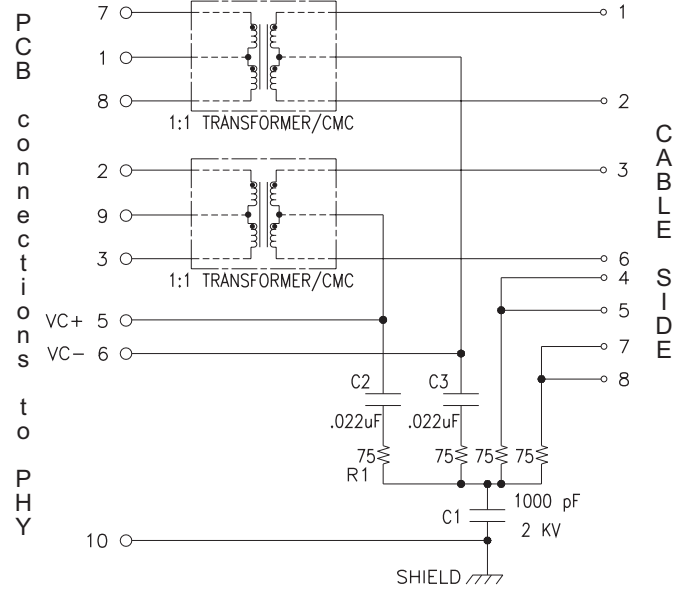 PCB connections to PHY
7
1
1
8
2
1:1 TRANSFORMER/CMC
2
3
9
3
6
1:1 TRANSFORMER/CMC
4
VC+ 5
5
VC- 6
7
8
C2
C3
.022uF
.022uF
75
75
75
75
R1
1000 pF
C1
2 KV
10
SHIELD
CABLE SIDE